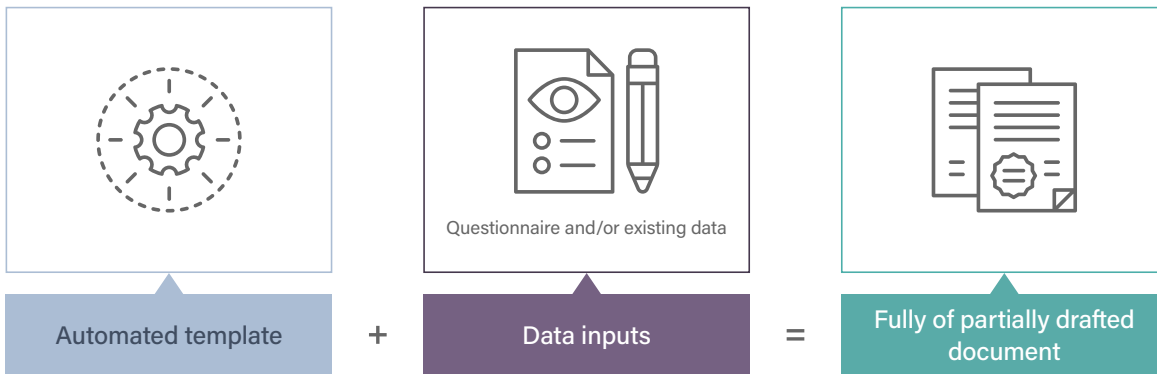 Questionnaire and/or existing data
Automated template
+
Data inputs
=
Fully of partially drafted
document